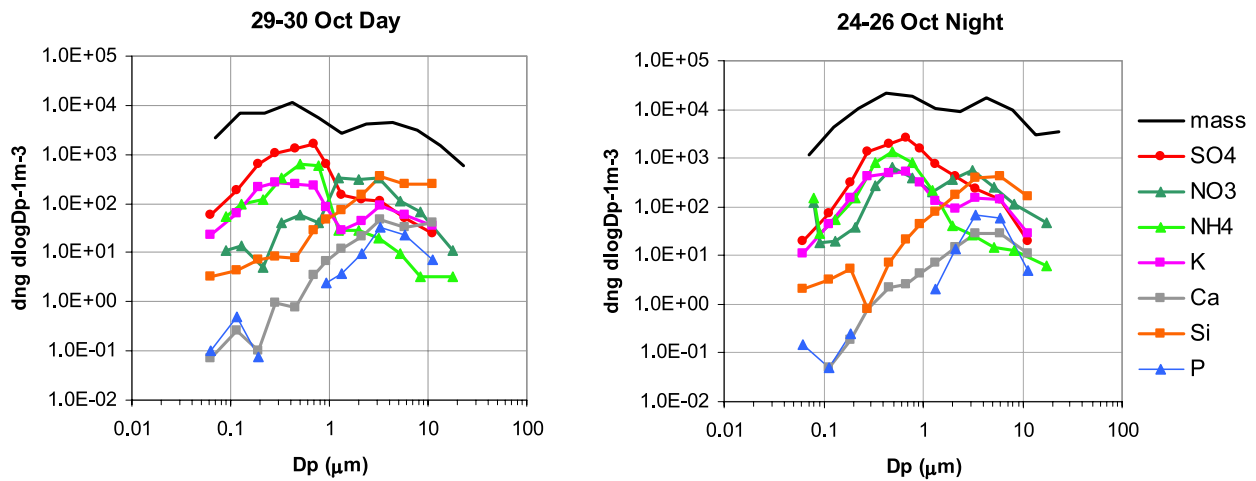 29-30 Oct Day
24-26 Oct Night
dng dlogDp-1m-3
1.0E+05
1.0E+04
1.0E+03
1.0E+02
1.0E+01
1.0E+00
1.0E-01
1.0E-02
0.01 0.1 1 10 100
Dp (μm)
dng dlogDp-1m-3
1.0E+05
1.0E+04
1.0E+03
1.0E+02
1.0E+01
1.0E+00
1.0E-01
1.0E-02
0.01 0.1 1 10 100
Dp (μm)
mass
SO4
NO3
NH4
K
Ca
Si
P